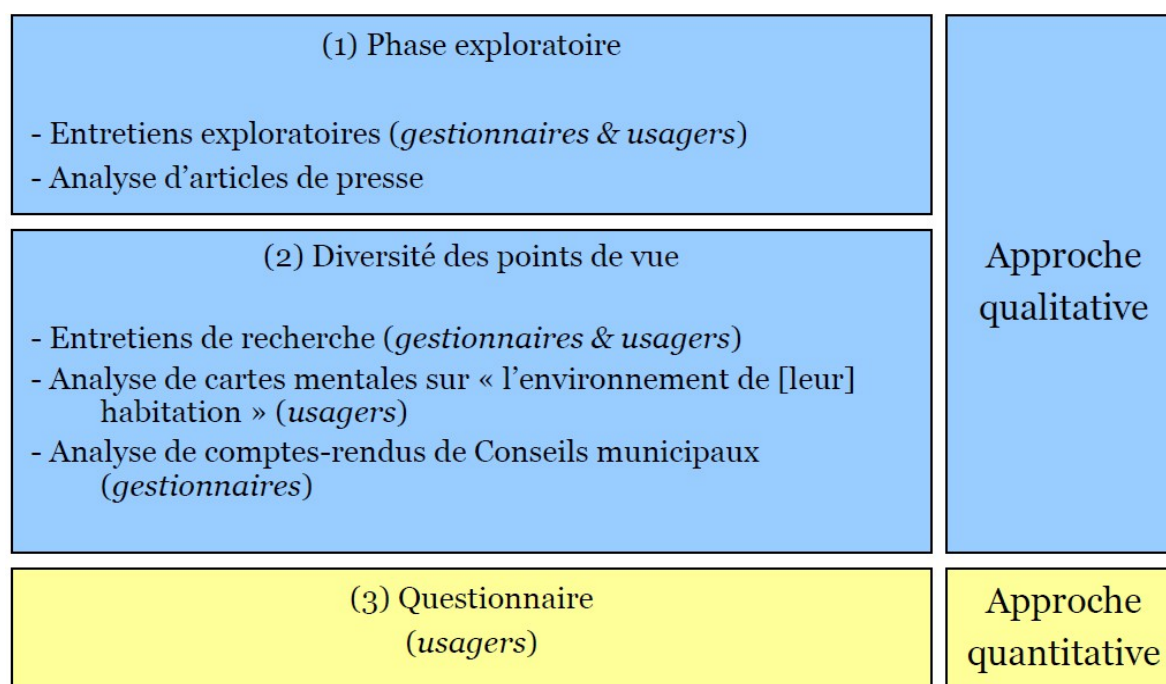 (1) Phase exploratoire
- Entretiens exploratoires (gestionnaires & usagers)
- Analyse d’articles de presse
(2) Diversité des points de vue
- Entretiens de recherche (gestionnaires & usagers)
- Analyse de cartes mentales sur « l’environnement de [leur]
habitation » (usagers)
- Analyse de comptes-rendus de Conseils municipaux
(gestionnaires)
Approche
qualitative
(3) Questionnaire
(usagers)
Approche
quantitative